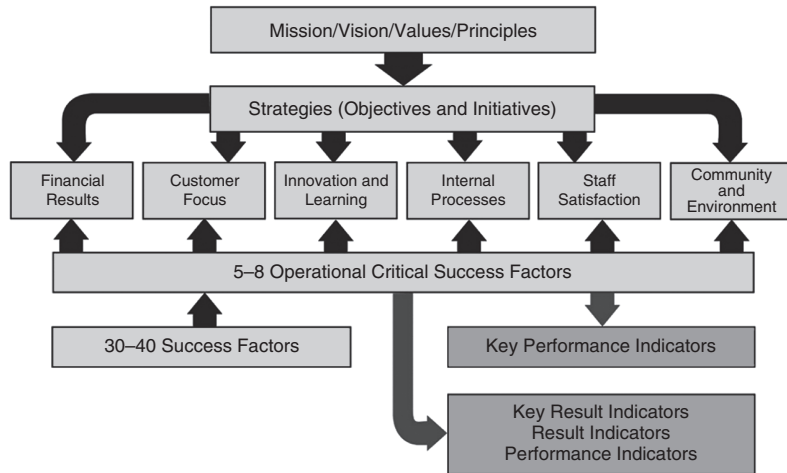 Mission/Vision/Values/Principles
Strategies (Objectives and Initiatives)
Financial
Results
Customer
Focus
Innovation and
Learning
Internal
Processes
Staff
Satisfaction
Community
and
Environment
5–8 Operational Critical Success Factors
30–40 Success Factors
Key Performance Indicators
Key Result Indicators
Result Indicators
Performance Indicators